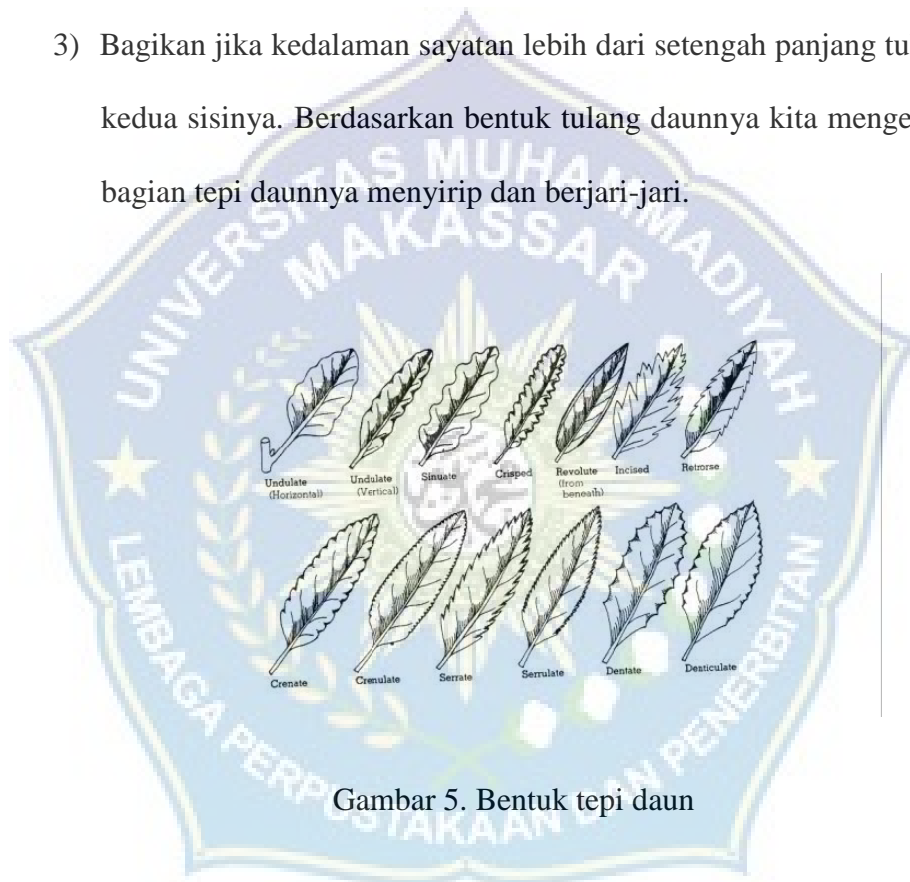 3) Bagikan jika kedalaman sayatan lebih dari setengah panjang tu
kedua sisinya. Berdasarkan bentuk tulang daunnya kita menge
bagian tepi daunnya menyirip dan berjari-jari.
UNIVERSITAS MUHAMMADIYAH
MAKASSAR
Undulate
(Horizontal)
Undulate
(Vertical)
Sinuate
Crisped
Revolute
(from
beneath)
Incised
Retrorse
Crenate
Crenulate
Serrate
Serrulate
Dentate
Denticulate
Gambar 5. Bentuk tepi daun
LEMBAGA PERPUSTAKAAN DAN PENERBITAN